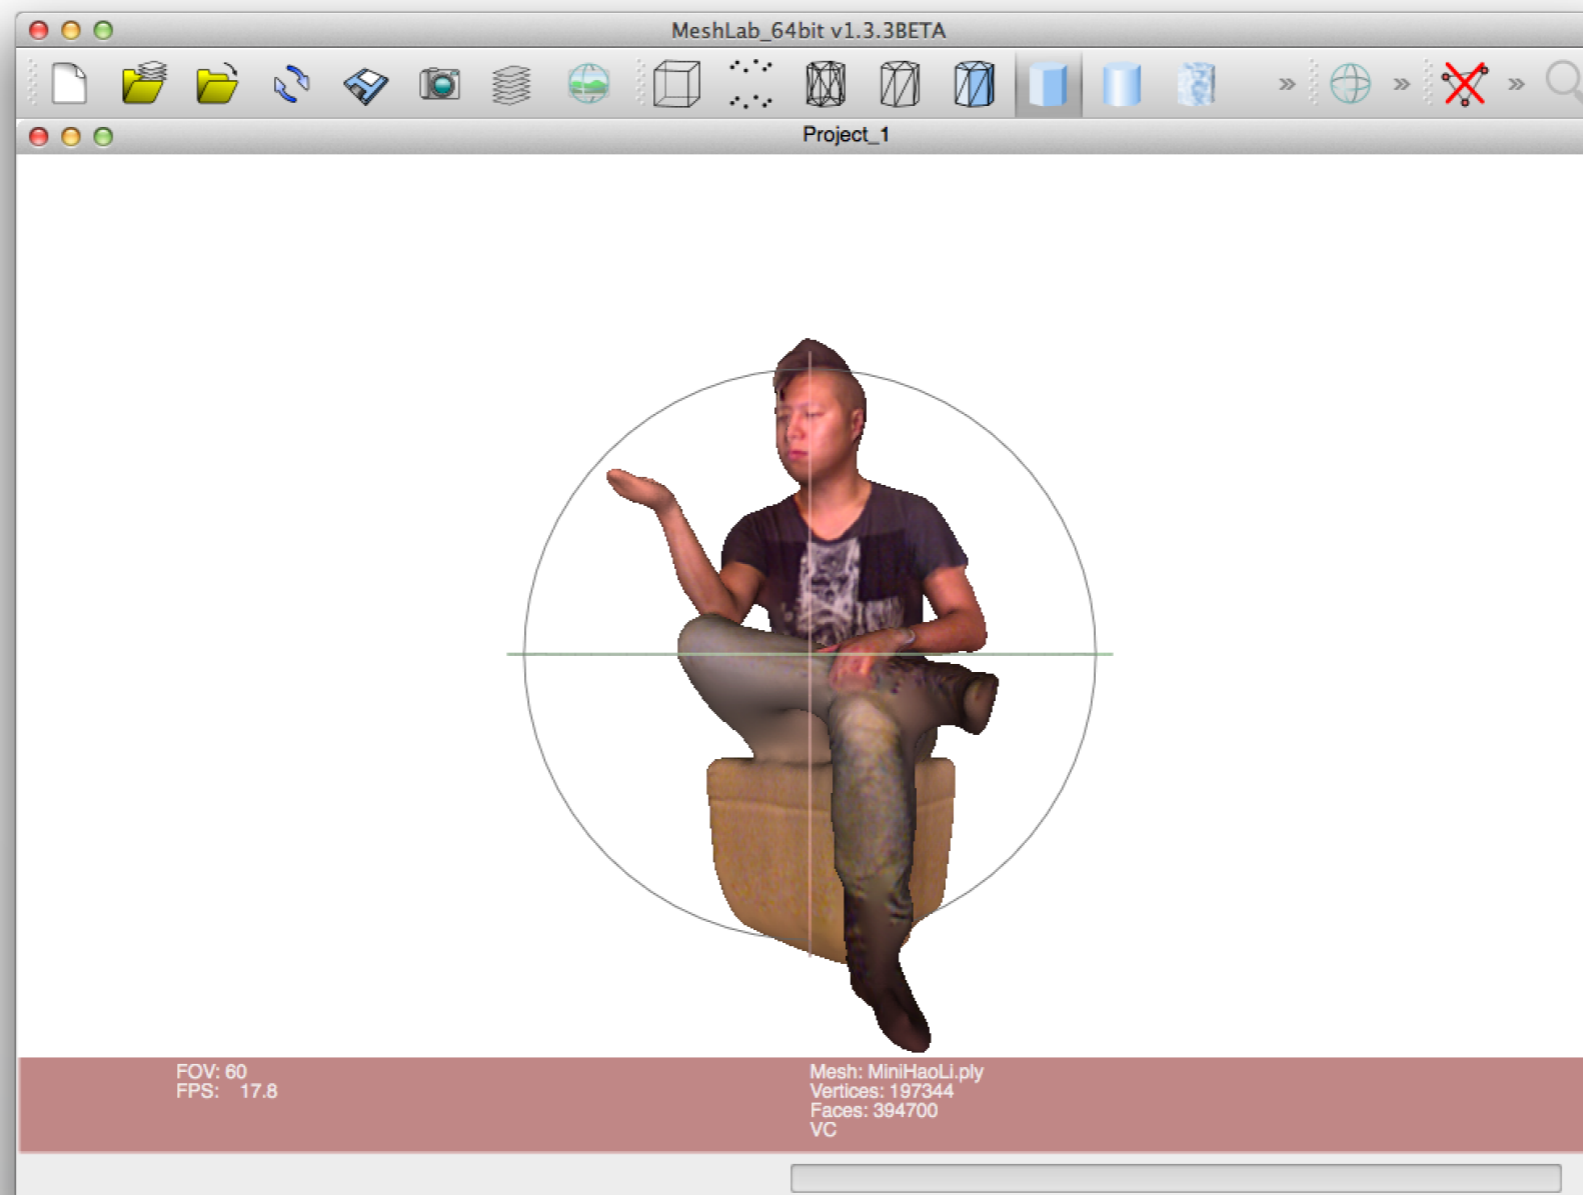 MeshLab_64bit v1.3.3BETA
Project_1
FOV: 60
FPS: 17.8
Mesh: MiniHaoLi.ply
Vertices: 197344
Faces: 394700
VC